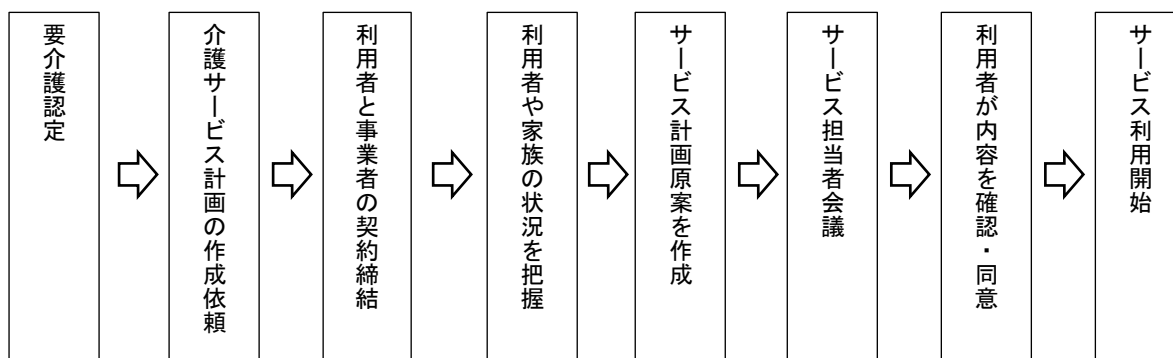 要介護認定
介護サービス計画の作成依頼
利用者と事業者の契約締結
利用者や家族の状況を把握
サービス計画原案を作成
サービス担当者会議
利用者が内容を確認・同意
サービス利用開始